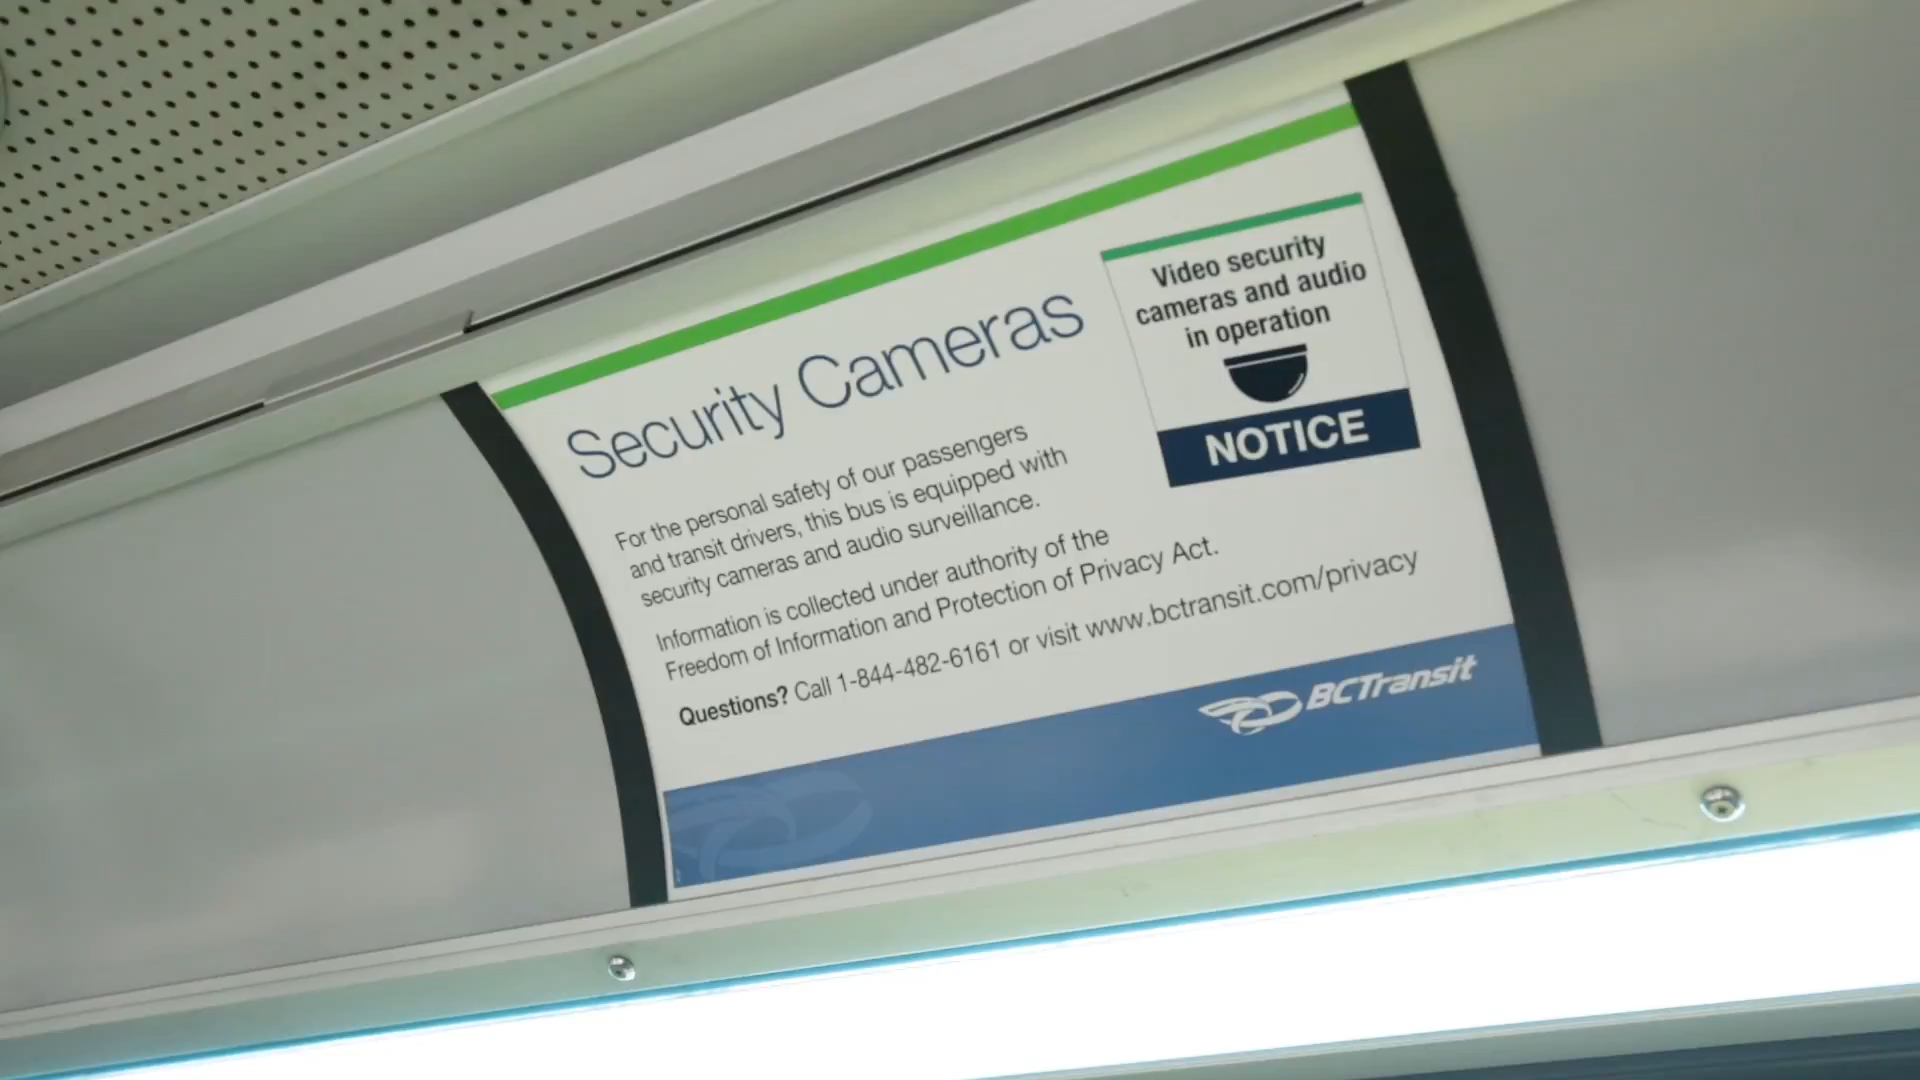 Security Cameras
For the personal safety of our passengers
and transit drivers, this bus is equipped with
security cameras and audio surveillance.
Information is collected under authority of the
Freedom of Information and Protection of Privacy Act.
Questions? Call 1-844-482-6161 or visit www.bctransit.com/privacy
Video security
cameras and audio
in operation
NOTICE
BCTransit